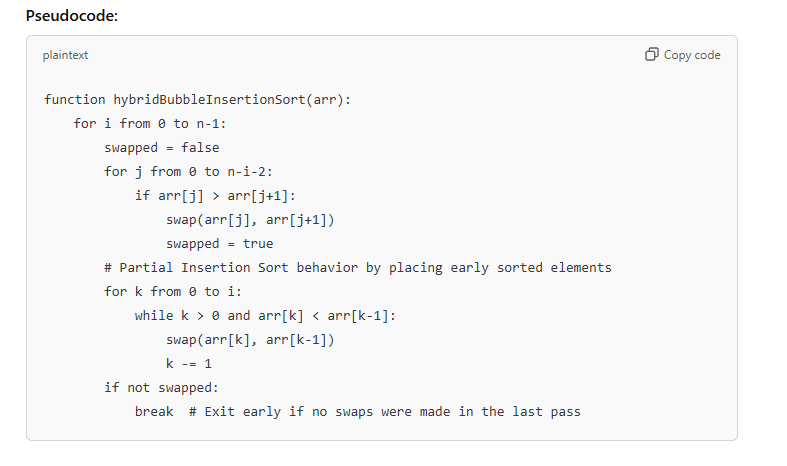 Pseudocode:
plaintext
Copy code
function hybridBubbleInsertionSort(arr):
    for i from 0 to n-1:
        swapped = false
        for j from 0 to n-i-2:
            if arr[j] > arr[j+1]:
                swap(arr[j], arr[j+1])
                swapped = true
        # Partial Insertion Sort behavior by placing early sorted elements
        for k from 0 to i:
            while k > 0 and arr[k] < arr[k-1]:
                swap(arr[k], arr[k-1])
                k -= 1
        if not swapped:
            break  # Exit early if no swaps were made in the last pass